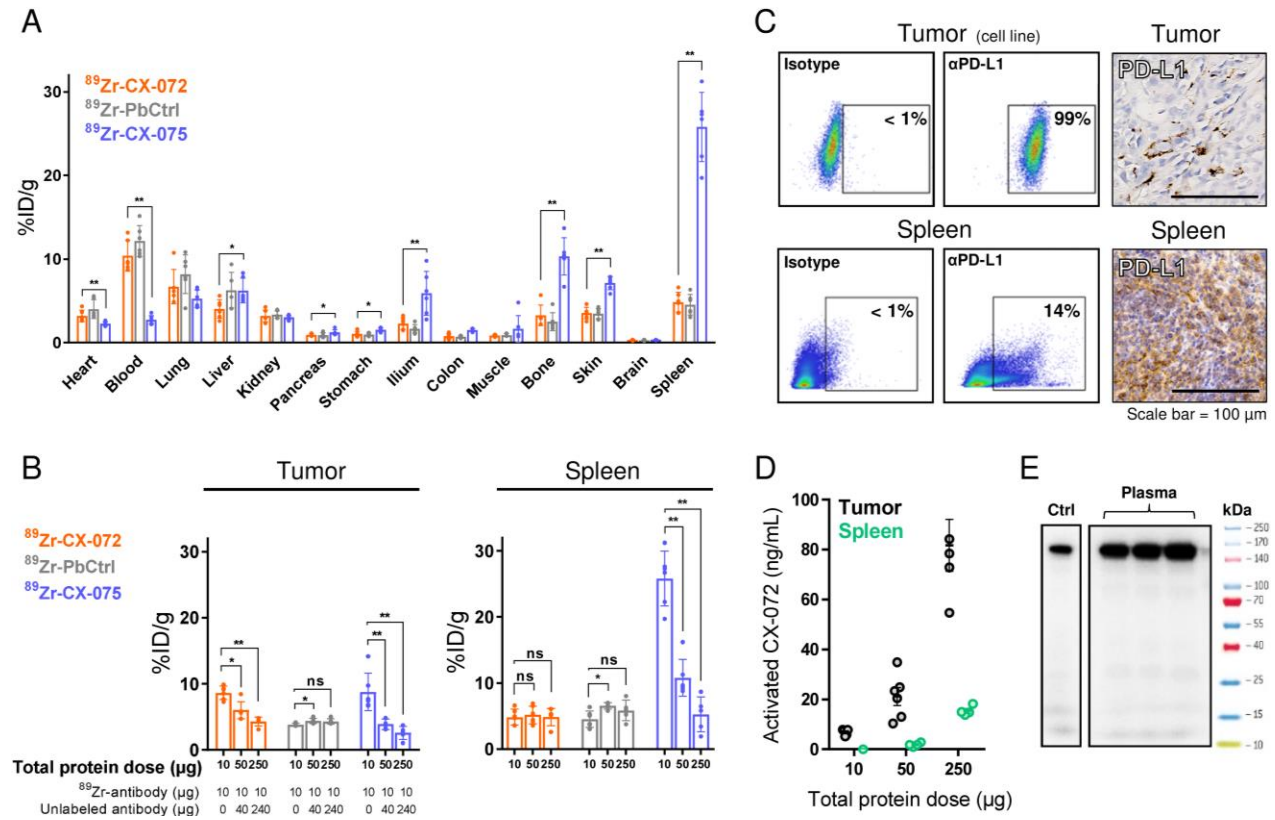 A
%ID/g
30
20
10
0
⁸⁹Zr-CX-072
⁸⁹Zr-PbCtrl
⁸⁹Zr-CX-075
** ** * * * ** ** ** **
Heart Blood Lung Liver Kidney Pancreas Stomach Ilium Colon Muscle Bone Skin Brain Spleen
B
Tumor
⁸⁹Zr-CX-072
⁸⁹Zr-PbCtrl
⁸⁹Zr-CX-075
%ID/g
30
20
10
0
**
*
ns
*
**
**
10 50 250 10 50 250 10 50 250
Total protein dose (µg)
⁸⁹Zr-antibody (µg) 10 10 10 10 10 10 10 10 10
Unlabeled antibody (µg) 0 40 240 0 40 240 0 40 240
Spleen
%ID/g
30
20
10
0
ns
ns
ns
*
**
**
10 50 250 10 50 250 10 50 250
C
Tumor (cell line)
Tumor
Isotype
< 1%
αPD-L1
99%
PD-L1
Spleen
Spleen
Isotype
< 1%
αPD-L1
14%
PD-L1
Scale bar = 100 µm
D
Activated CX-072 (ng/mL)
100
80
60
40
20
0
Tumor
Spleen
10 50 250
Total protein dose (µg)
E
Ctrl
Plasma
kDa
- 250
- 170
- 140
- 100
- 70
- 55
- 40
- 25
- 15
- 10